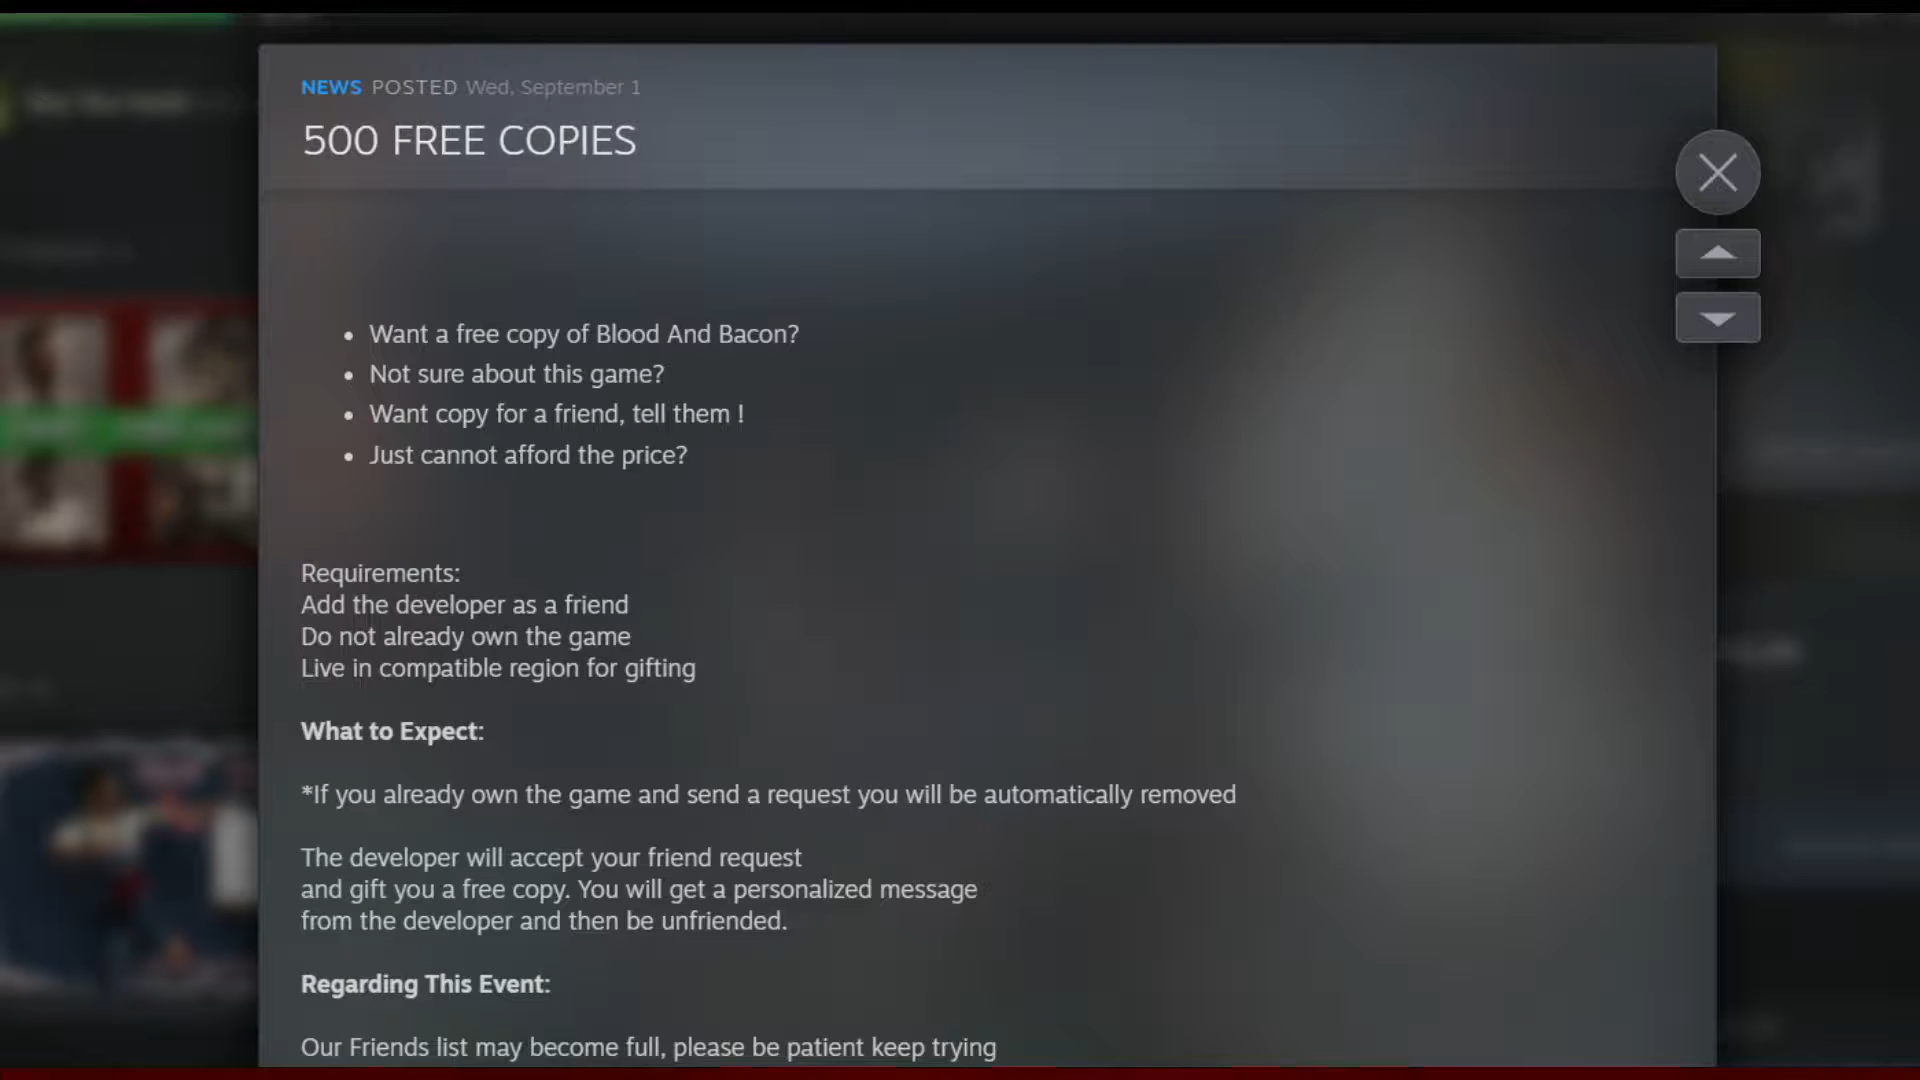 NEWS POSTED Wed, September 1
500 FREE COPIES
• Want a free copy of Blood And Bacon?
• Not sure about this game?
• Want copy for a friend, tell them !
• Just cannot afford the price?
Requirements:
Add the developer as a friend
Do not already own the game
Live in compatible region for gifting
What to Expect:
*If you already own the game and send a request you will be automatically removed
The developer will accept your friend request
and gift you a free copy. You will get a personalized message
from the developer and then be unfriended.
Regarding This Event:
Our Friends list may become full, please be patient keep trying